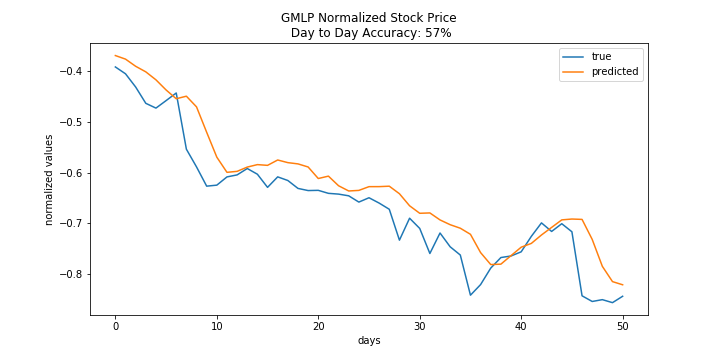 GMLP Normalized Stock Price
Day to Day Accuracy: 57%
true
predicted
normalized values
−0.4
−0.5
−0.6
−0.7
−0.8
0
10
20
30
40
50
days